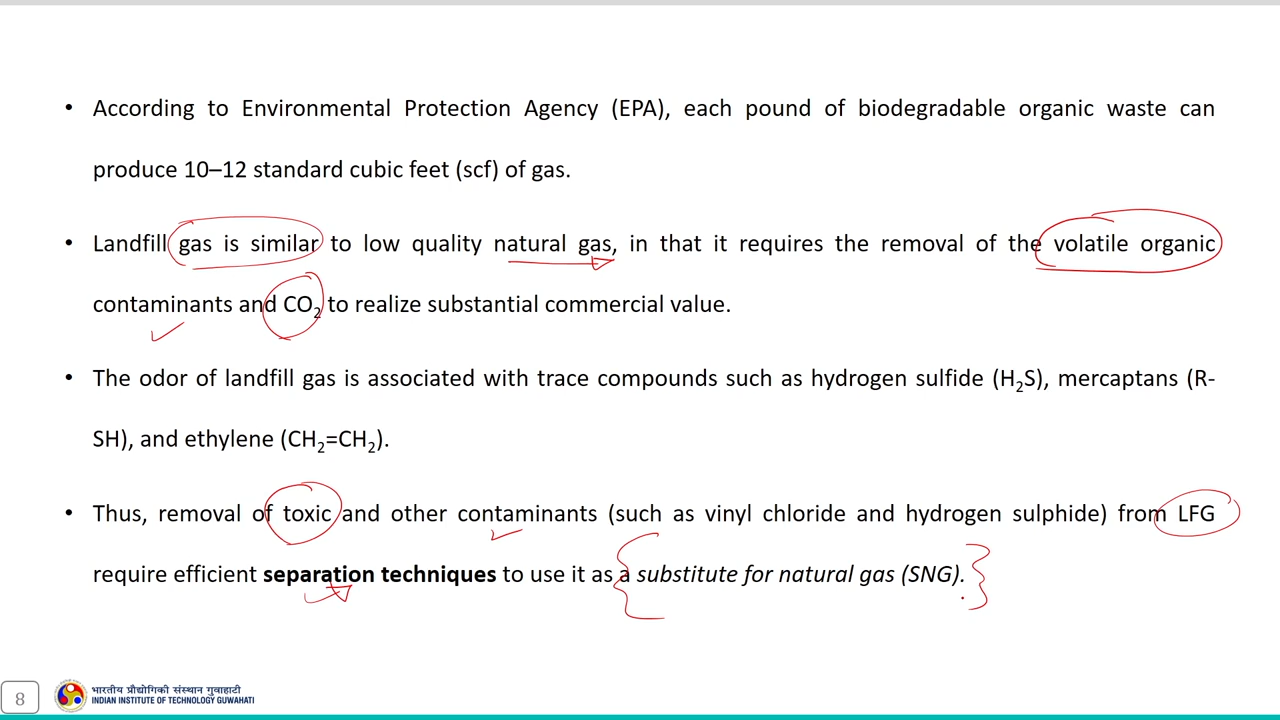 • According to Environmental Protection Agency (EPA), each pound of biodegradable organic waste can
produce 10–12 standard cubic feet (scf) of gas.
• Landfill gas is similar to low quality natural gas, in that it requires the removal of the volatile organic
contaminants and CO₂ to realize substantial commercial value.
• The odor of landfill gas is associated with trace compounds such as hydrogen sulfide (H₂S), mercaptans (R-
SH), and ethylene (CH₂=CH₂).
• Thus, removal of toxic and other contaminants (such as vinyl chloride and hydrogen sulphide) from LFG
require efficient separation techniques to use it as a substitute for natural gas (SNG).
8
भारतीय प्रौद्योगिकी संस्थान गुवाहाटी
INDIAN INSTITUTE OF TECHNOLOGY GUWAHATI